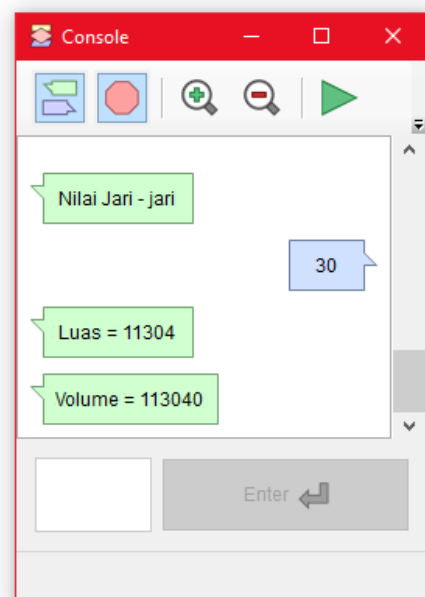 Console
Nilai Jari - jari
30
Luas = 11304
Volume = 113040
Enter